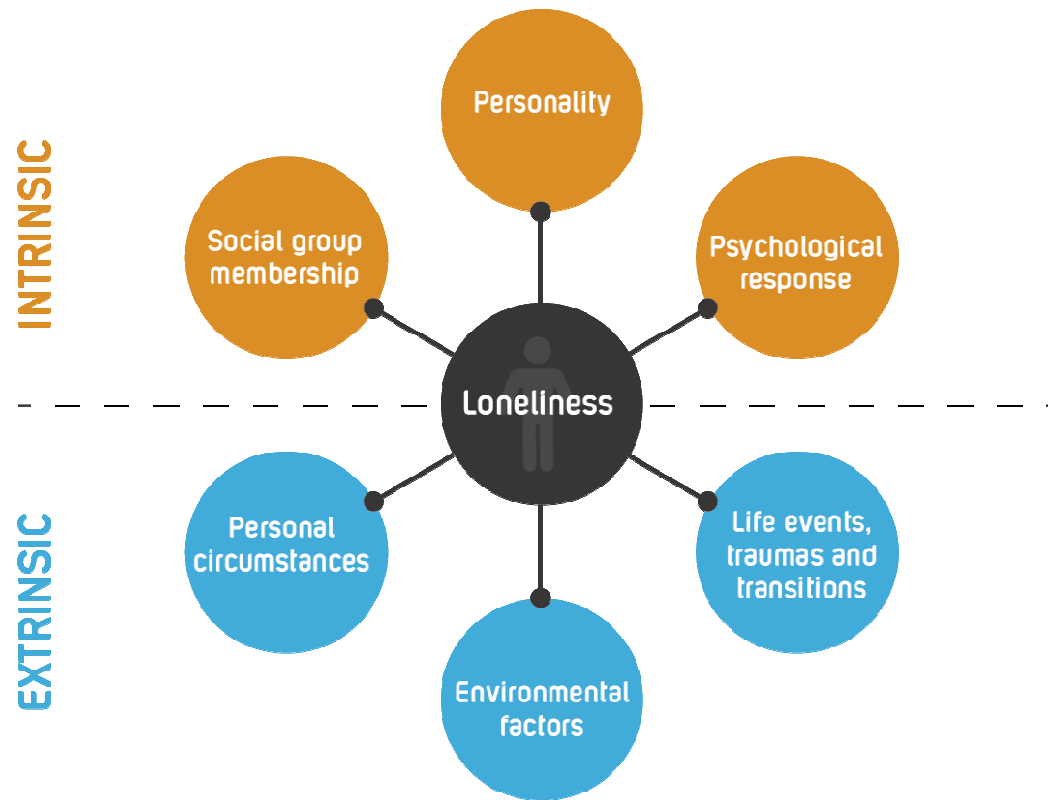 INTRINSIC
Personality
Social group
membership
Psychological
response
Loneliness
EXTRINSIC
Personal
circumstances
Life events,
traumas and
transitions
Environmental
factors